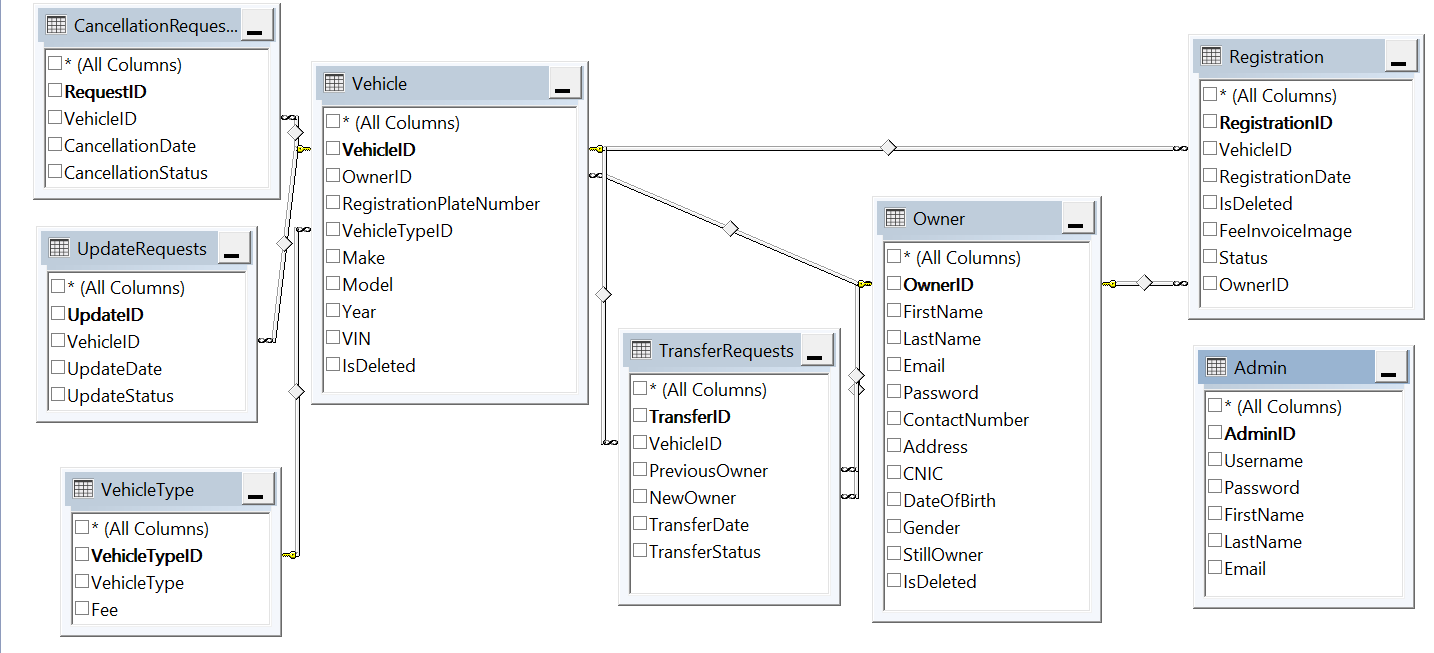 CancellationReques...
* (All Columns)
RequestID
VehicleID
CancellationDate
CancellationStatus
UpdateRequests
* (All Columns)
UpdateID
VehicleID
UpdateDate
UpdateStatus
VehicleType
* (All Columns)
VehicleTypeID
VehicleType
Fee
Vehicle
* (All Columns)
VehicleID
OwnerID
RegistrationPlateNumber
VehicleTypeID
Make
Model
Year
VIN
IsDeleted
TransferRequests
* (All Columns)
TransferID
VehicleID
PreviousOwner
NewOwner
TransferDate
TransferStatus
Owner
* (All Columns)
OwnerID
FirstName
LastName
Email
Password
ContactNumber
Address
CNIC
DateOfBirth
Gender
StillOwner
IsDeleted
Registration
* (All Columns)
RegistrationID
VehicleID
RegistrationDate
IsDeleted
FeeInvoiceImage
Status
OwnerID
Admin
* (All Columns)
AdminID
Username
Password
FirstName
LastName
Email